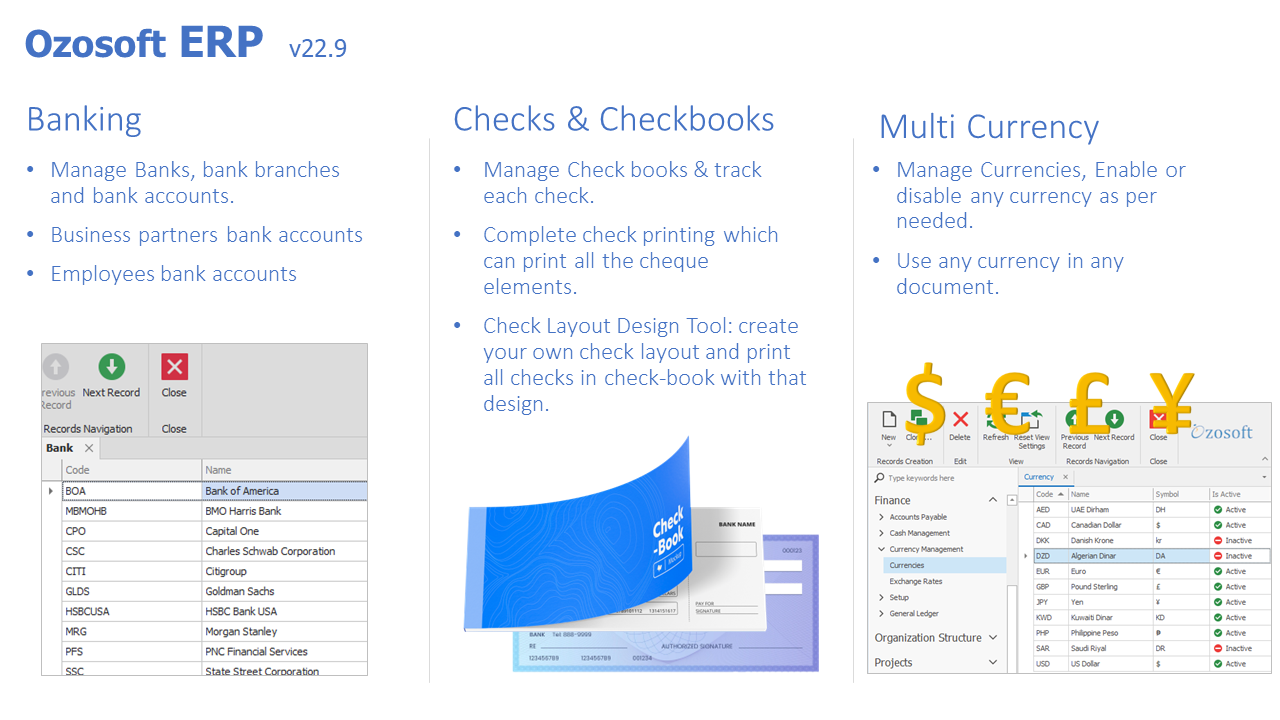 Ozosoft ERP v22.9
Banking
• Manage Banks, bank branches
and bank accounts.
• Business partners bank accounts
• Employees bank accounts
revious
Record
Next Record
Close
Records Navigation
Close
Bank
Code Name
BOA Bank of America
MBMOHB BMO Harris Bank
CPO Capital One
CSC Charles Schwab Corporation
CITI Citigroup
GLDS Goldman Sachs
HSBCUSA HSBC Bank USA
MRG Morgan Stanley
PFS PNC Financial Services
SSC State Street Corporation
Checks & Checkbooks
• Manage Check books & track
each check.
• Complete check printing which
can print all the cheque
elements.
• Check Layout Design Tool: create
your own check layout and print
all checks in check-book with that
design.
Check
-Book
MOCKUP
BANK NAME
000123
PAY FOR
SIGNATURE
BANK Tell 888-9999
RE AUTHORIZED SIGNATURE
123456789 123456789 001234
Multi Currency
• Manage Currencies, Enable or
disable any currency as per
needed.
• Use any currency in any
document.
$ € £ ¥
New
Delete
Refresh
Reset View
Settings
Previous
Record
Next Record
Close
Ozosoft
Records Creation Edit View Records Navigation Close
Type keywords here
Finance
Accounts Payable
Cash Management
Currency Management
Currencies
Exchange Rates
Setup
General Ledger
Organization Structure
Projects
Currency
Code Name Symbol Is Active
AED UAE Dirham DH Active
CAD Canadian Dollar $ Active
DKK Danish Krone kr Inactive
DZD Algerian Dinar DA Inactive
EUR Euro € Active
GBP Pound Sterling £ Active
JPY Yen ¥ Active
KWD Kuwaiti Dinar KD Active
PHP Philippine Peso ₱ Active
SAR Saudi Riyal DR Inactive
USD US Dollar $ Active